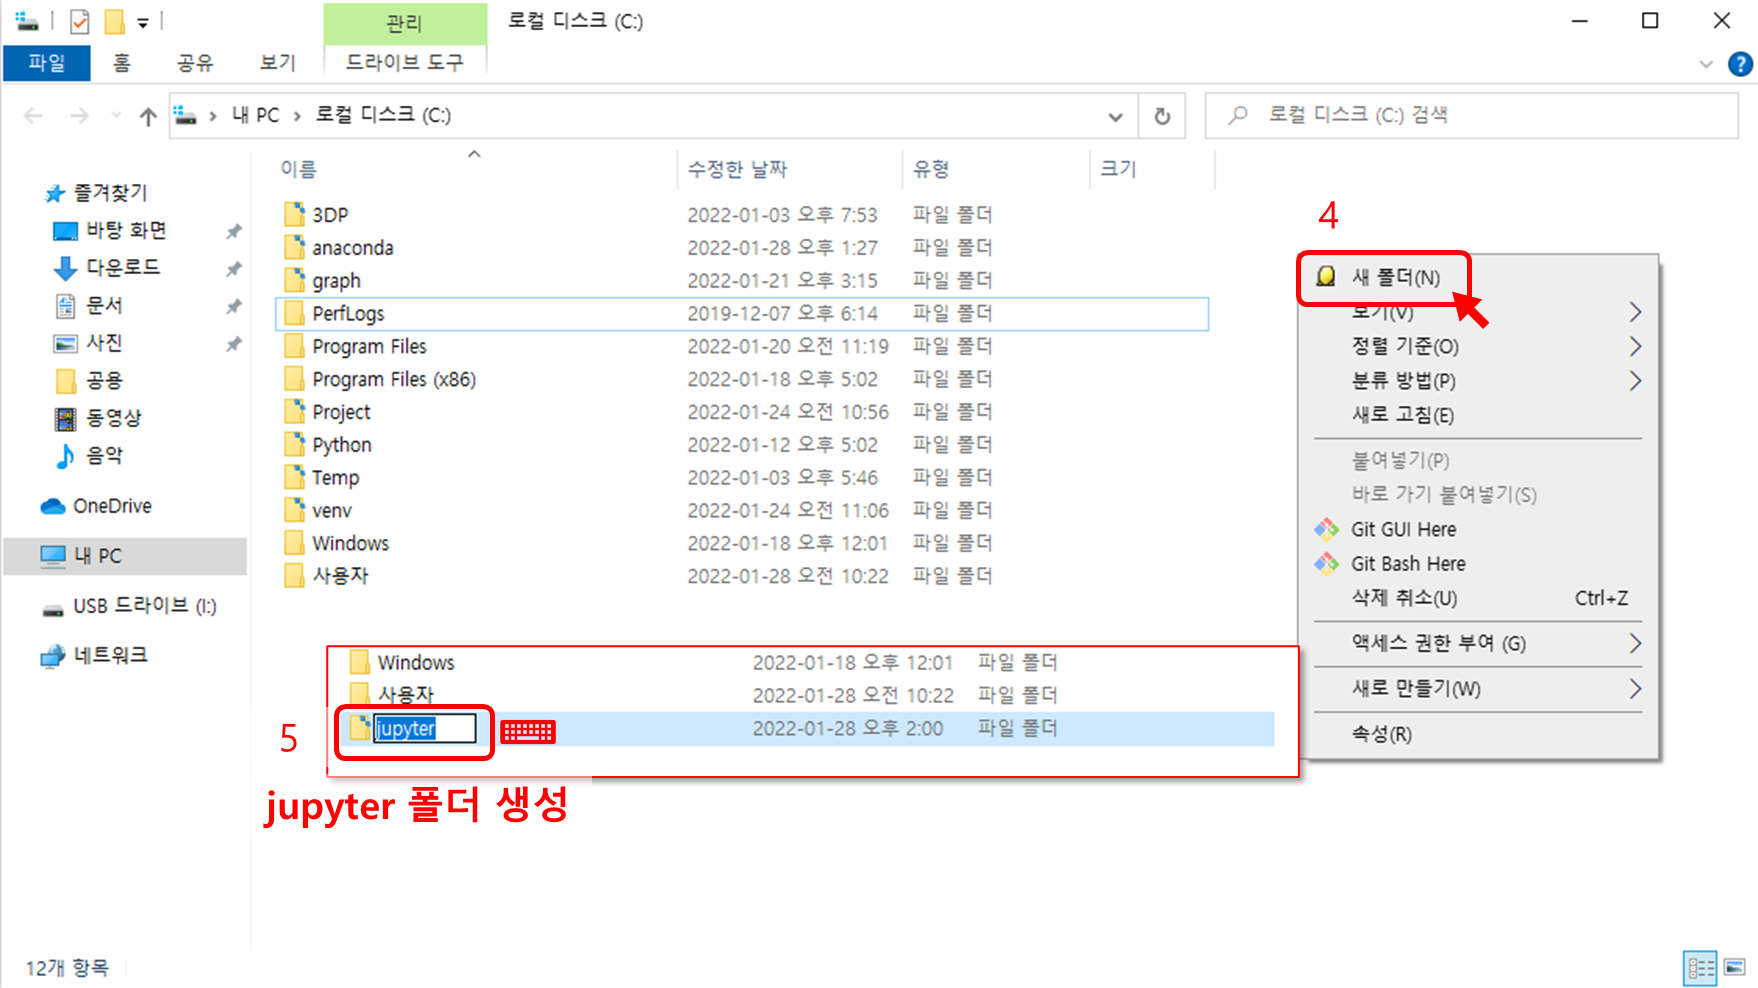 관리
로컬 디스크 (C:)
파일 홈 공유 보기 드라이브 도구
내 PC 로컬 디스크 (C:)
로컬 디스크 (C:) 검색
이름 수정한 날짜 유형 크기
즐겨찾기
바탕 화면
다운로드
문서
사진
공용
동영상
음악
OneDrive
내 PC
USB 드라이브 (I:)
네트워크
3DP 2022-01-03 오후 7:53 파일 폴더
anaconda 2022-01-28 오후 1:27 파일 폴더
graph 2022-01-21 오후 3:15 파일 폴더
PerfLogs 2019-12-07 오후 6:14 파일 폴더
Program Files 2022-01-20 오전 11:19 파일 폴더
Program Files (x86) 2022-01-18 오후 5:02 파일 폴더
Project 2022-01-24 오전 10:56 파일 폴더
Python 2022-01-12 오후 5:02 파일 폴더
Temp 2022-01-03 오후 5:46 파일 폴더
venv 2022-01-24 오전 11:06 파일 폴더
Windows 2022-01-18 오후 12:01 파일 폴더
사용자 2022-01-28 오전 10:22 파일 폴더
4
새 폴더(N)
보기(V)
정렬 기준(O)
분류 방법(P)
새로 고침(E)
붙여넣기(P)
바로 가기 붙여넣기(S)
Git GUI Here
Git Bash Here
삭제 취소(U) Ctrl+Z
액세스 권한 부여 (G)
새로 만들기(W)
속성(R)
Windows 2022-01-18 오후 12:01 파일 폴더
사용자 2022-01-28 오전 10:22 파일 폴더
5
jupyter 2022-01-28 오후 2:00 파일 폴더
jupyter 폴더 생성
12개 항목